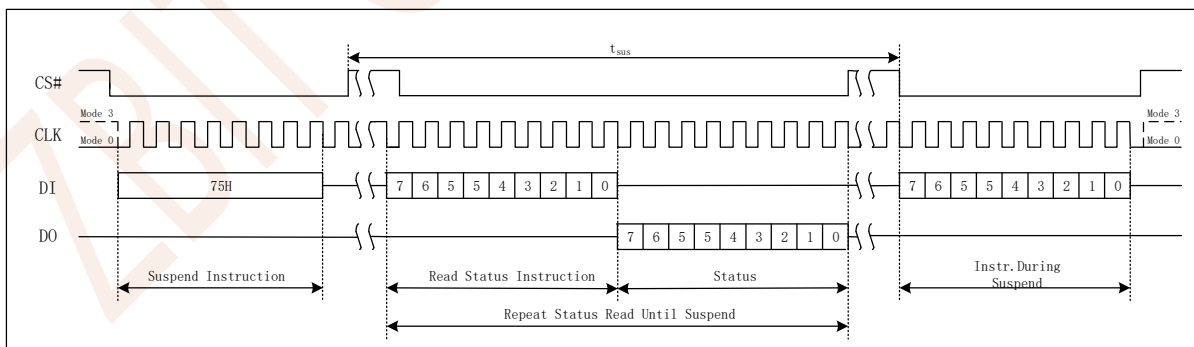 t_sus
CS#
Mode 3
CLK
Mode 0
Mode 3
Mode 0
DI
75H
7 6 5 5 4 3 2 1 0
7 6 5 5 4 3 2 1 0
DO
7 6 5 5 4 3 2 1 0
Suspend Instruction
Read Status Instruction
Status
Instr.During
Suspend
Repeat Status Read Until Suspend
ZBIT